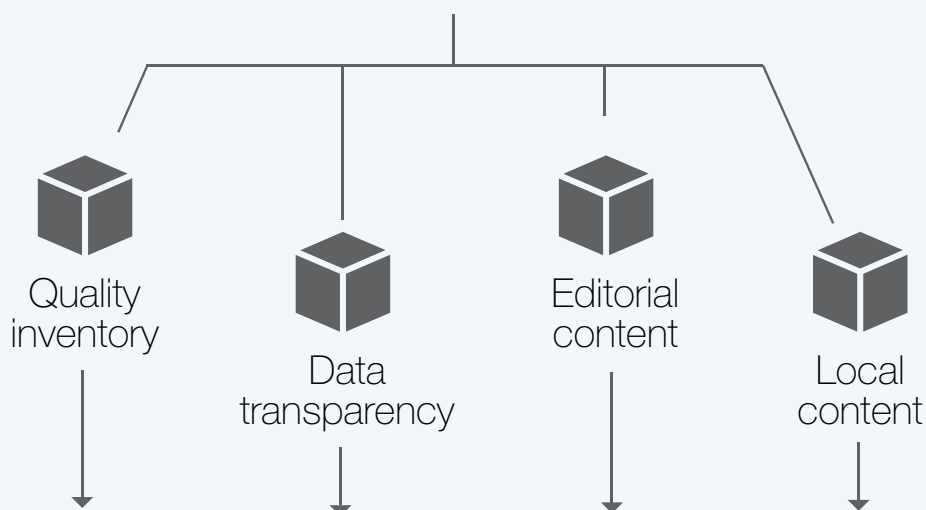 Quality
inventory
Data
transparency
Editorial
content
Local
content